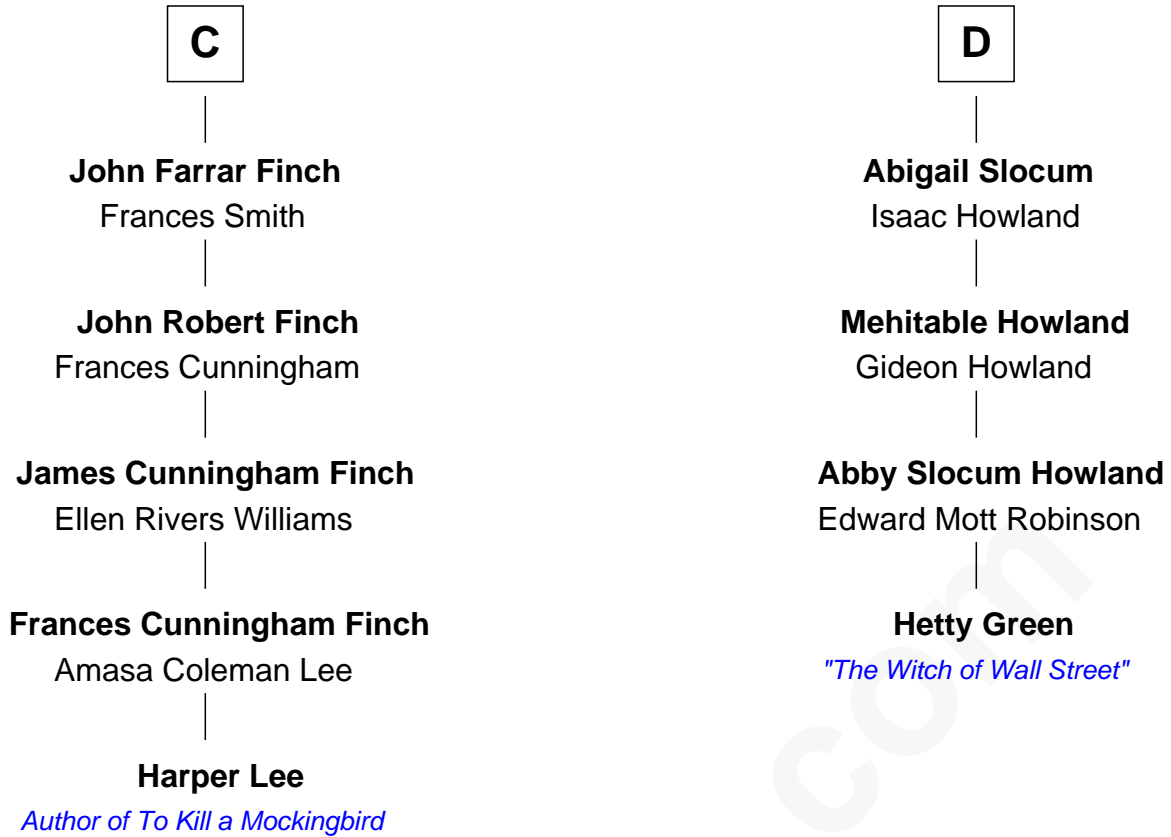 C
John Farrar Finch
Frances Smith
John Robert Finch
Frances Cunningham
James Cunningham Finch
Ellen Rivers Williams
Frances Cunningham Finch
Amasa Coleman Lee
Harper Lee
Author of To Kill a Mockingbird
D
Abigail Slocum
Isaac Howland
Mehitable Howland
Gideon Howland
Abby Slocum Howland
Edward Mott Robinson
Hetty Green
"The Witch of Wall Street"
com